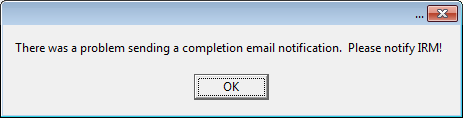 ...
There was a problem sending a completion email notification.  Please notify IRM!
OK